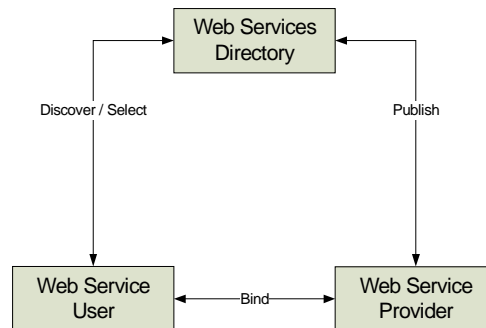 Web Services
Directory
Discover / Select
Publish
Web Service
User
Bind
Web Service
Provider